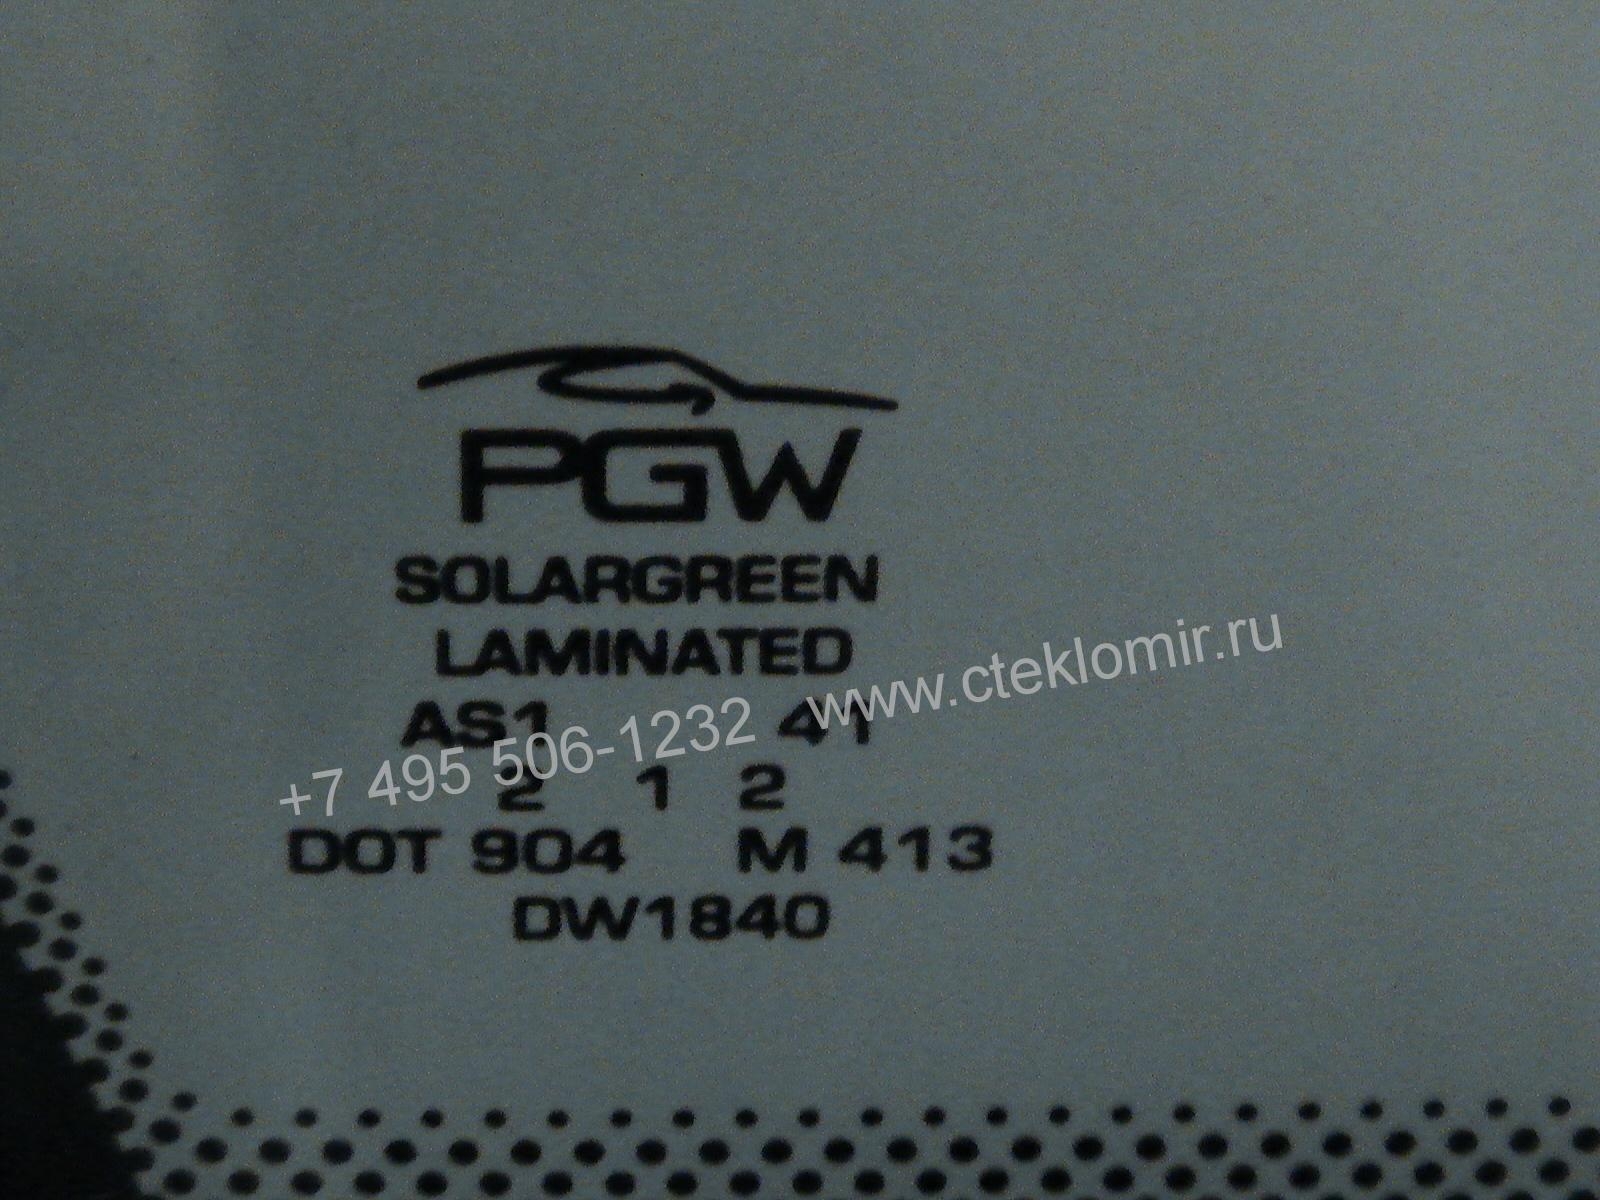 PGW
SOLARGREEN
LAMINATED
AS1 41
2 1 2
DOT 904 M 413
DW1840
+7 495 506-1232 www.cteklomir.ru